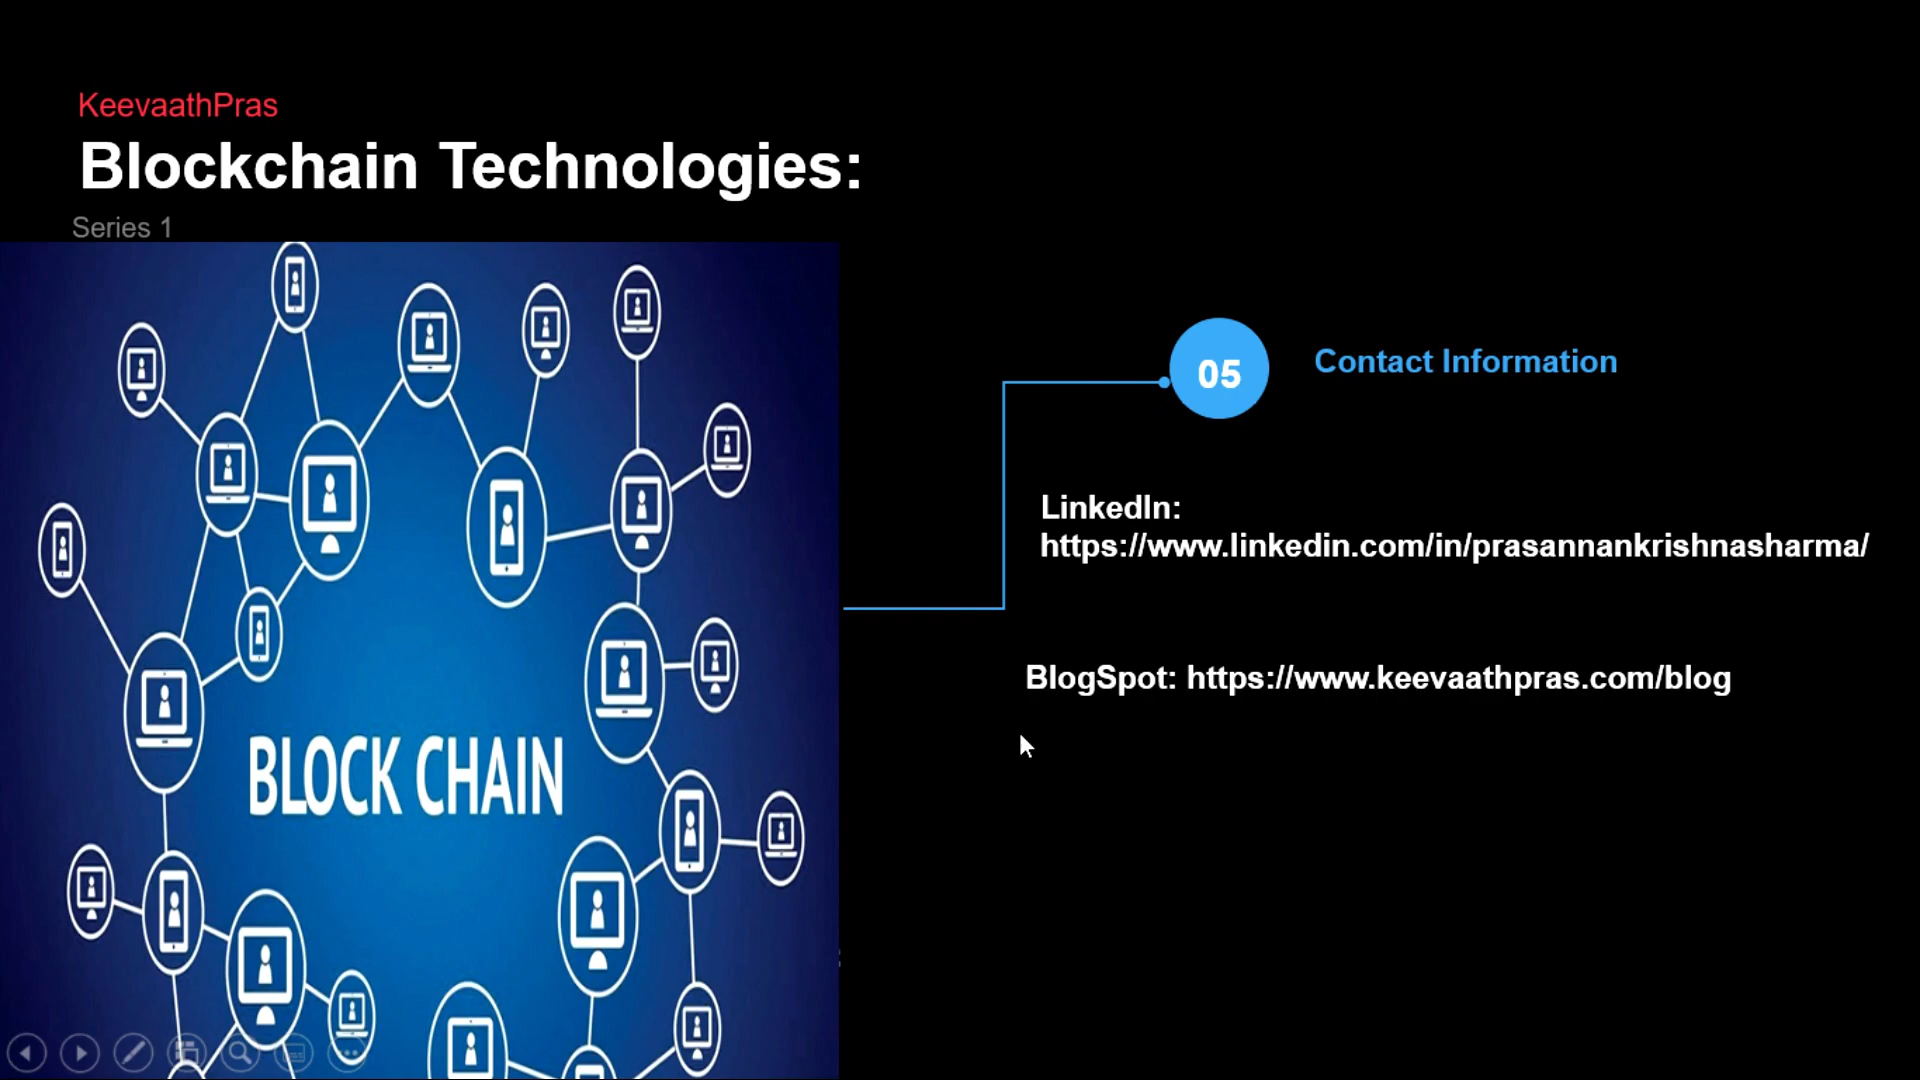 KeevaathPras
Blockchain Technologies:
Series 1
BLOCK CHAIN
05
Contact Information
LinkedIn:
https://www.linkedin.com/in/prasannankrishnasharma/
BlogSpot: https://www.keevaathpras.com/blog